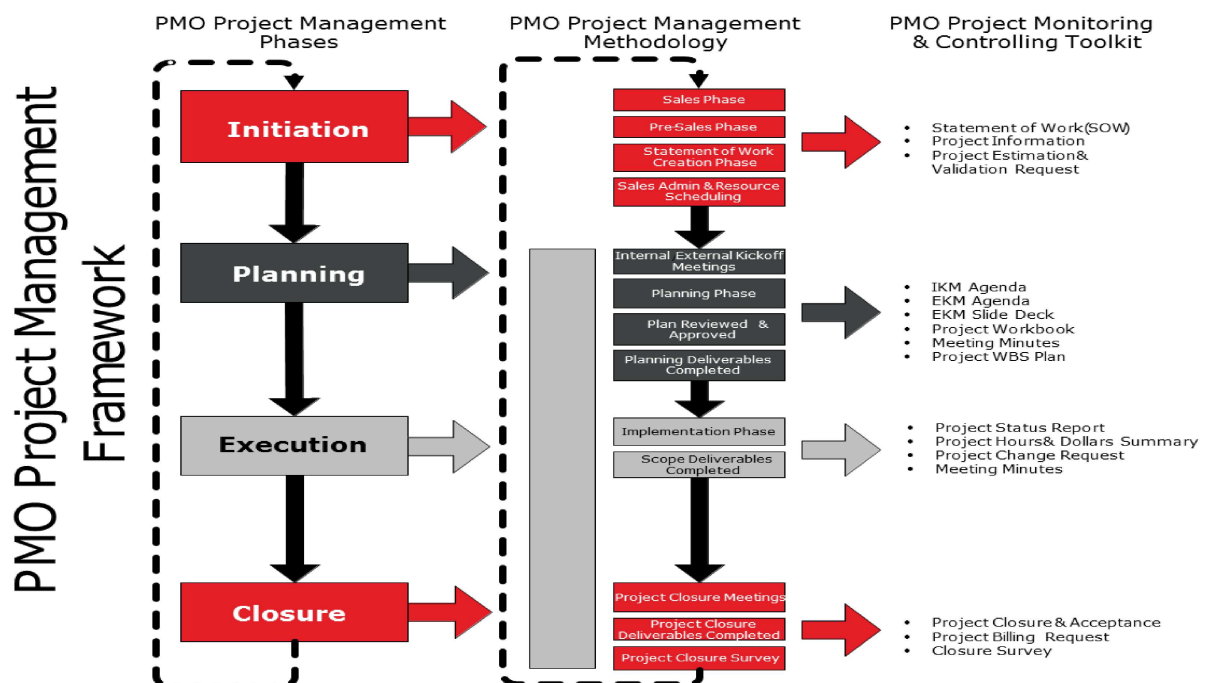 PMO Project Management
Framework
PMO Project Management
Phases
Initiation
Planning
Execution
Closure
PMO Project Management
Methodology
Sales Phase
Pre-Sales Phase
Statement of Work
Creation Phase
Sales Admin & Resource
Scheduling
Internal External Kickoff
Meetings
Planning Phase
Plan Reviewed &
Approved
Planning Deliverables
Completed
Implementation Phase
Scope Deliverables
Completed
Project Closure Meetings
Project Closure
Deliverables Completed
Project Closure Survey
PMO Project Monitoring
& Controlling Toolkit
• Statement of Work(SOW)
• Project Information
• Project Estimation&
Validation Request
• IKM Agenda
• EKM Agenda
• EKM Slide Deck
• Project Workbook
• Meeting Minutes
• Project WBS Plan
• Project Status Report
• Project Hours& Dollars Summary
• Project Change Request
• Meeting Minutes
• Project Closure & Acceptance
• Project Billing Request
• Closure Survey